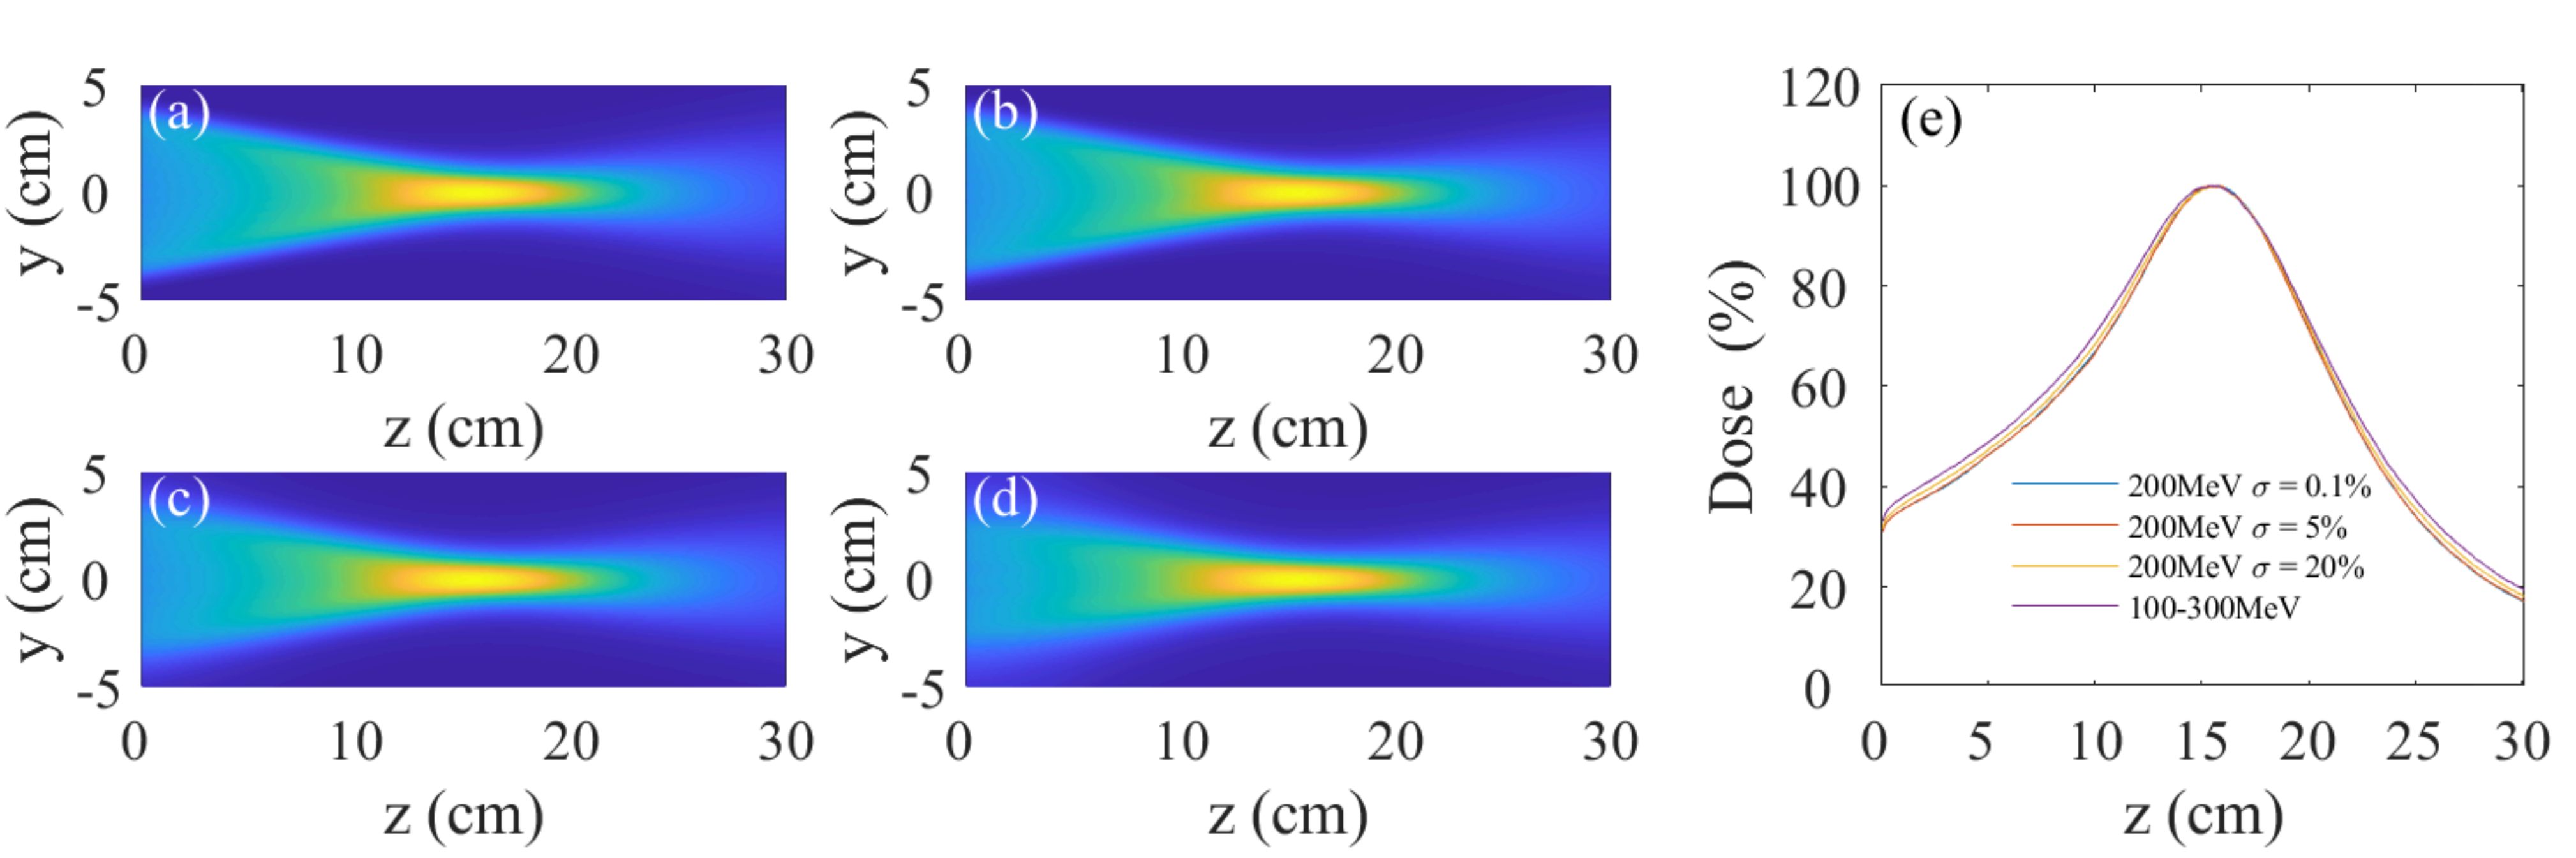 (a)
5
0
-5
y (cm)
0 10 20 30
z (cm)
(b)
5
0
-5
y (cm)
0 10 20 30
z (cm)
(c)
5
0
-5
y (cm)
0 10 20 30
z (cm)
(d)
5
0
-5
y (cm)
0 10 20 30
z (cm)
(e)
120
100
80
60
40
20
0
Dose (%)
200MeV σ = 0.1%
200MeV σ = 5%
200MeV σ = 20%
100-300MeV
0 5 10 15 20 25 30
z (cm)